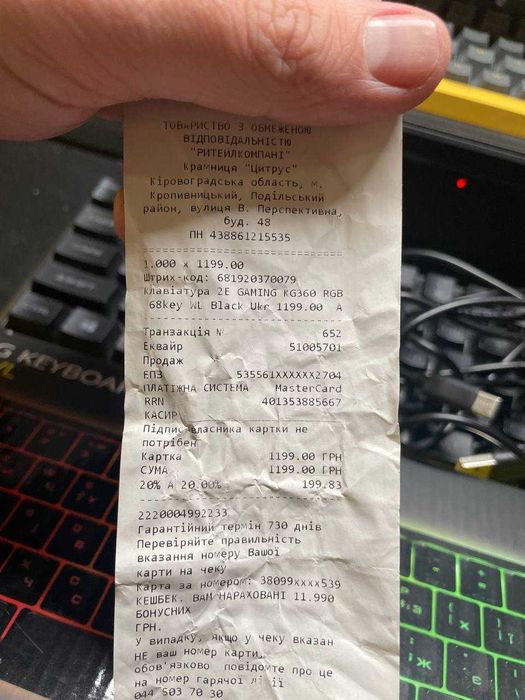 ТОВАРИСТВО З ОБМЕЖЕНОЮ
ВІДПОВІДАЛЬНІСТЮ
"РИТЕЙЛКОМПАНІ"
Крамниця "Цитрус"
Кіровоградська область, м.
Кропивницький, Подільський
район, вулиця В. Перспективна,
буд. 48
ПН 438861215535
1.000 x 1199.00
Штрих-код: 681920370079
Клавіатура 2E GAMING KG360 RGB
68key WL Black Ukr 1199.00 А
Транзакція № 652
Еквайр 51005701
Продаж
ЕПЗ 535561XXXXXX2704
ПЛАТІЖНА СИСТЕМА MasterCard
RRN 401353885667
КАСИР
Підпис власника картки не
потрібен
Картка 1199.00 ГРН
СУМА 1199.00 ГРН
20% А 20.00% 199.83
2220004992233
Гарантійний термін 730 днів
Перевіряйте правильність
вказання номеру Вашої
карти на чеку
Карта за номером: 38099xxxx539
КЕШБЕК. ВАМ НАРАХОВАНІ 11.990
БОНУСНИХ
ГРН.
У випадку, якщо у чеку вказан
НЕ ваш номер карти,
обов'язково повідомте про це
на номер гарячої лі ії
044 503 70 30
KEYBOA